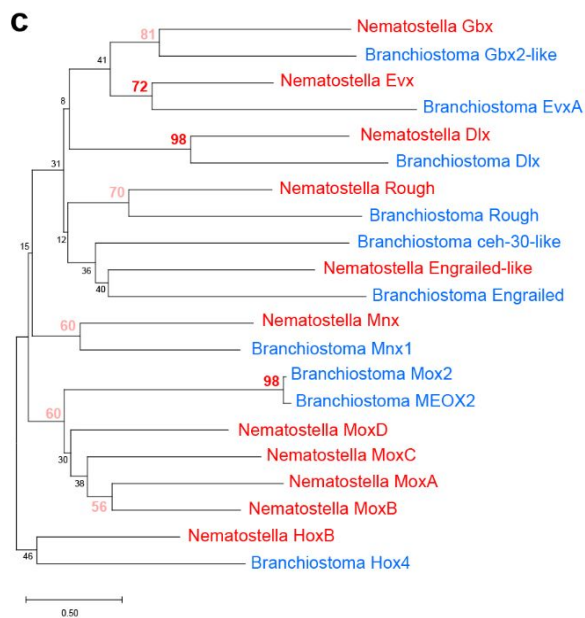 C
81
Nematostella Gbx
Branchiostoma Gbx2-like
41
72
Nematostella Evx
Branchiostoma EvxA
8
98
Nematostella Dlx
Branchiostoma Dlx
31
70
Nematostella Rough
Branchiostoma Rough
12
Branchiostoma ceh-30-like
36
Nematostella Engrailed-like
40
Branchiostoma Engrailed
15
60
Nematostella Mnx
Branchiostoma Mnx1
98
Branchiostoma Mox2
Branchiostoma MEOX2
60
Nematostella MoxD
30
Nematostella MoxC
38
Nematostella MoxA
56
Nematostella MoxB
Nematostella HoxB
46
Branchiostoma Hox4
0.50